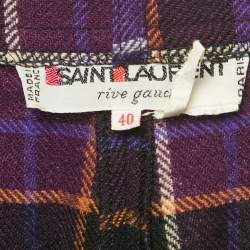 MADE IN FRANCE
SAINT LAURENT
rive gauche
PARIS
40